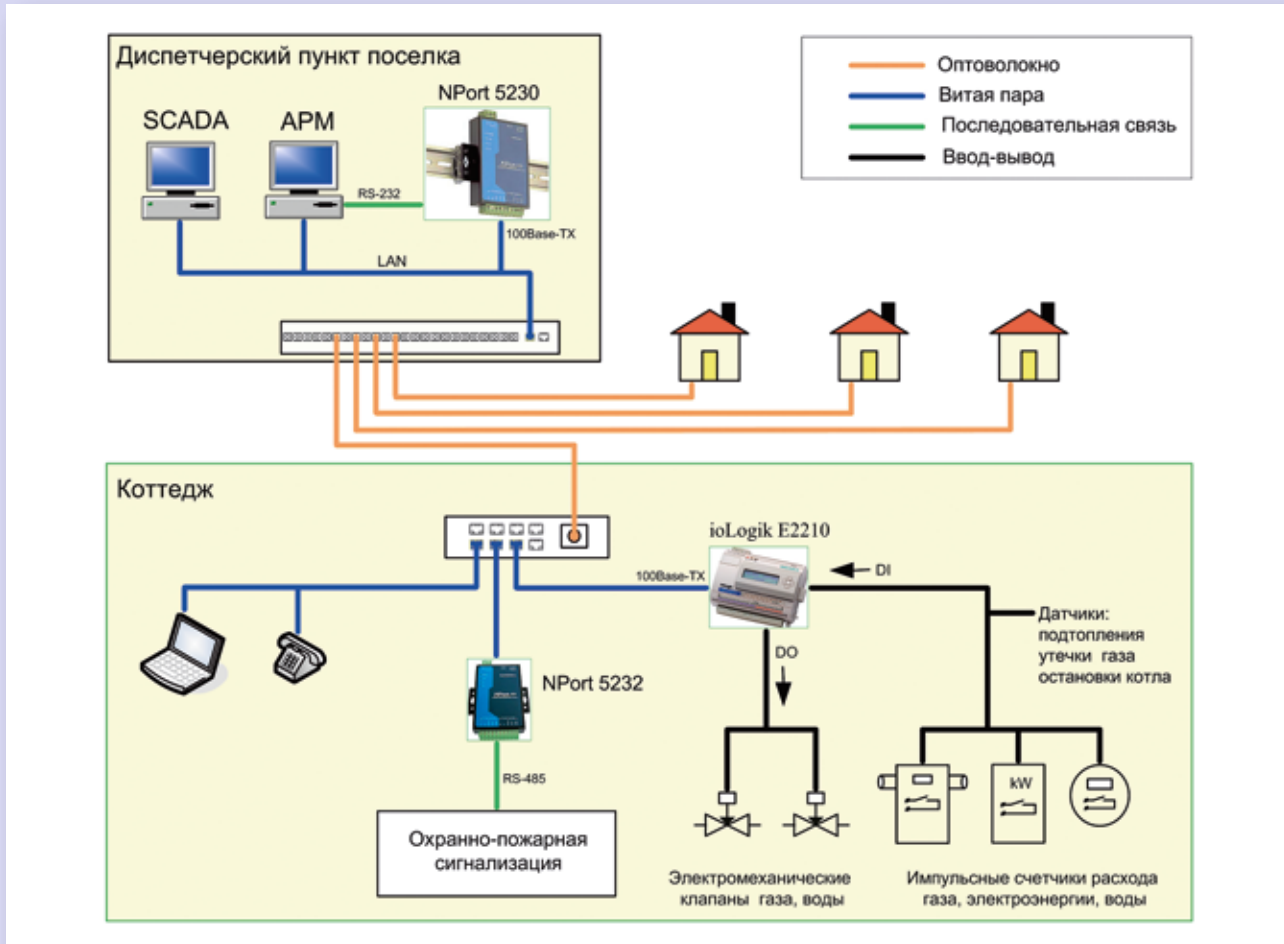 Диспетчерский пункт поселка
NPort 5230
SCADA
АРМ
RS-232
100Base-TX
LAN
Оптоволокно
Витая пара
Последовательная связь
Ввод-вывод
Коттедж
ioLogik E2210
100Base-TX
DI
Датчики:
подтопления
утечки газа
остановки котла
DO
NPort 5232
RS-485
kW
Охранно-пожарная
сигнализация
Электромеханические
клапаны газа, воды
Импульсные счетчики расхода
газа, электроэнергии, воды